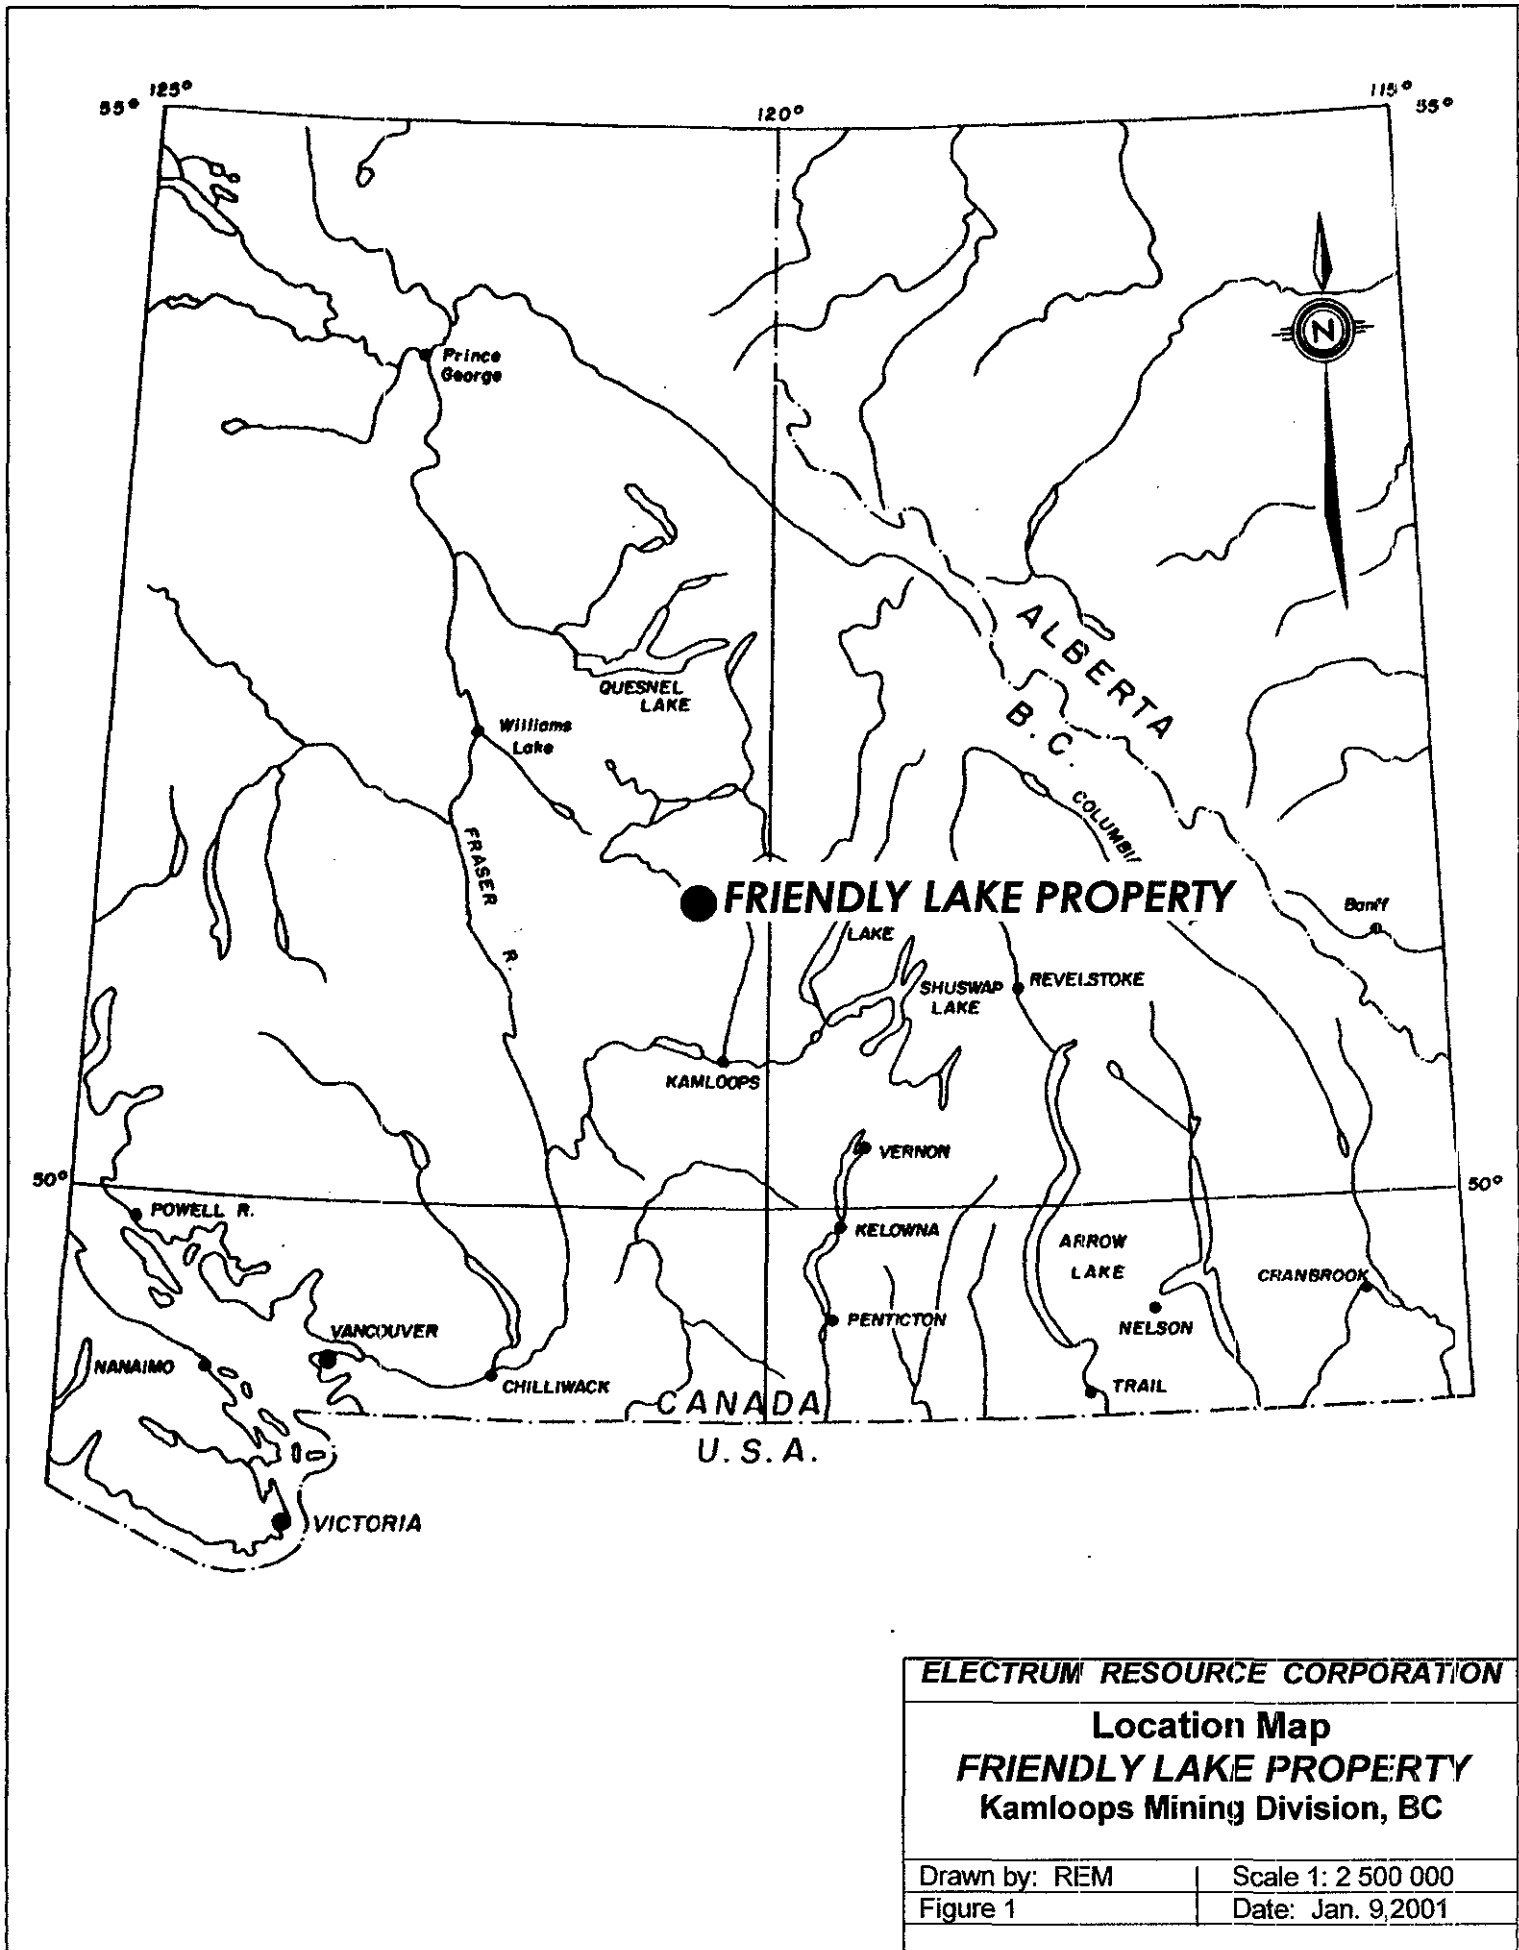 125°
55°
120°
115°
55°
N
Prince
George
ALBERTA
B.C.
QUESNEL
LAKE
Williams
Lake
COLUMBI
FRASER
R.
FRIENDLY LAKE PROPERTY
Banff
LAKE
SHUSWAP
LAKE
REVELSTOKE
KAMLOOPS
VERNON
50°
50°
POWELL R.
KELOWNA
ARROW
LAKE
CRANBROOK
PENTICTON
NELSON
VANCOUVER
NANAIMO
CHILLIWACK
TRAIL
CANADA
U.S.A.
VICTORIA
ELECTRUM RESOURCE CORPORATION
Location Map
FRIENDLY LAKE PROPERTY
Kamloops Mining Division, BC
Drawn by: REM
Scale 1: 2 500 000
Figure 1
Date: Jan. 9,2001